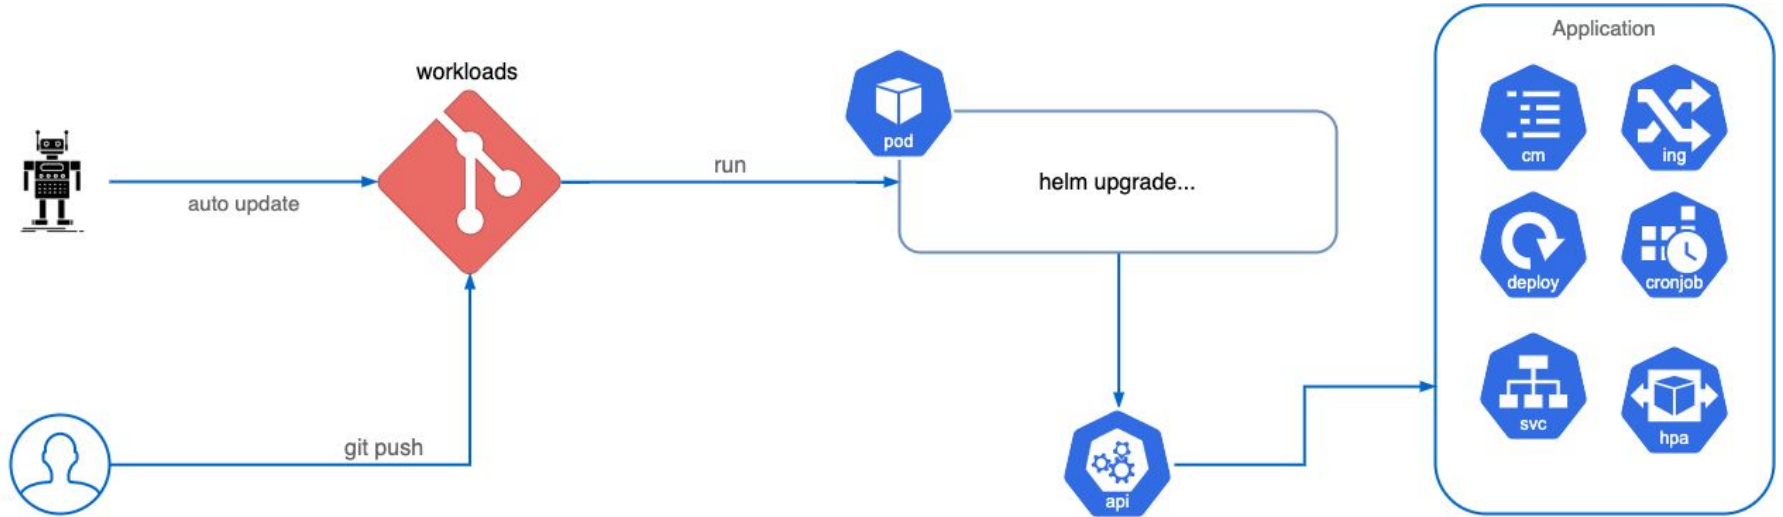 workloads
auto update
git push
run
pod
helm upgrade...
api
Application
cm
ing
deploy
cronjob
svc
hpa